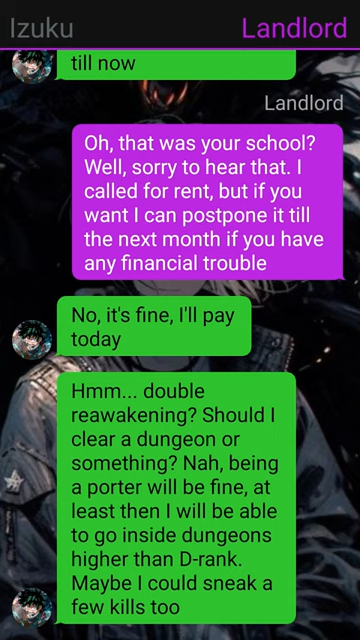 Izuku
Landlord
till now
Landlord
Oh, that was your school?
Well, sorry to hear that. I
called for rent, but if you
want I can postpone it till
the next month if you have
any financial trouble
No, it's fine, I'll pay
today
Hmm... double
reawakening? Should I
clear a dungeon or
something? Nah, being
a porter will be fine, at
least then I will be able
to go inside dungeons
higher than D-rank.
Maybe I could sneak a
few kills too